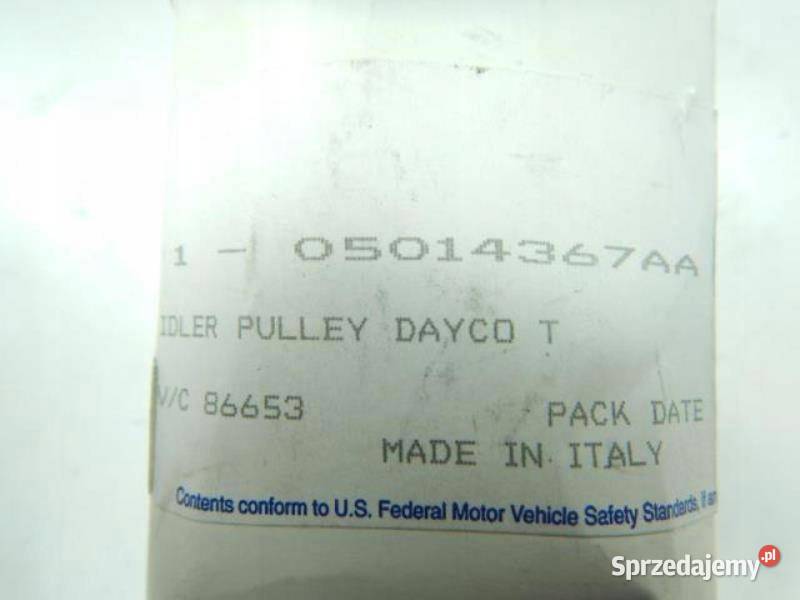 1 - 05014367AA
IDLER PULLEY DAYCO T
V/C 86653
PACK DATE
MADE IN ITALY
Contents conform to U.S. Federal Motor Vehicle Safety Standards, If
Sprzedajemy.pl